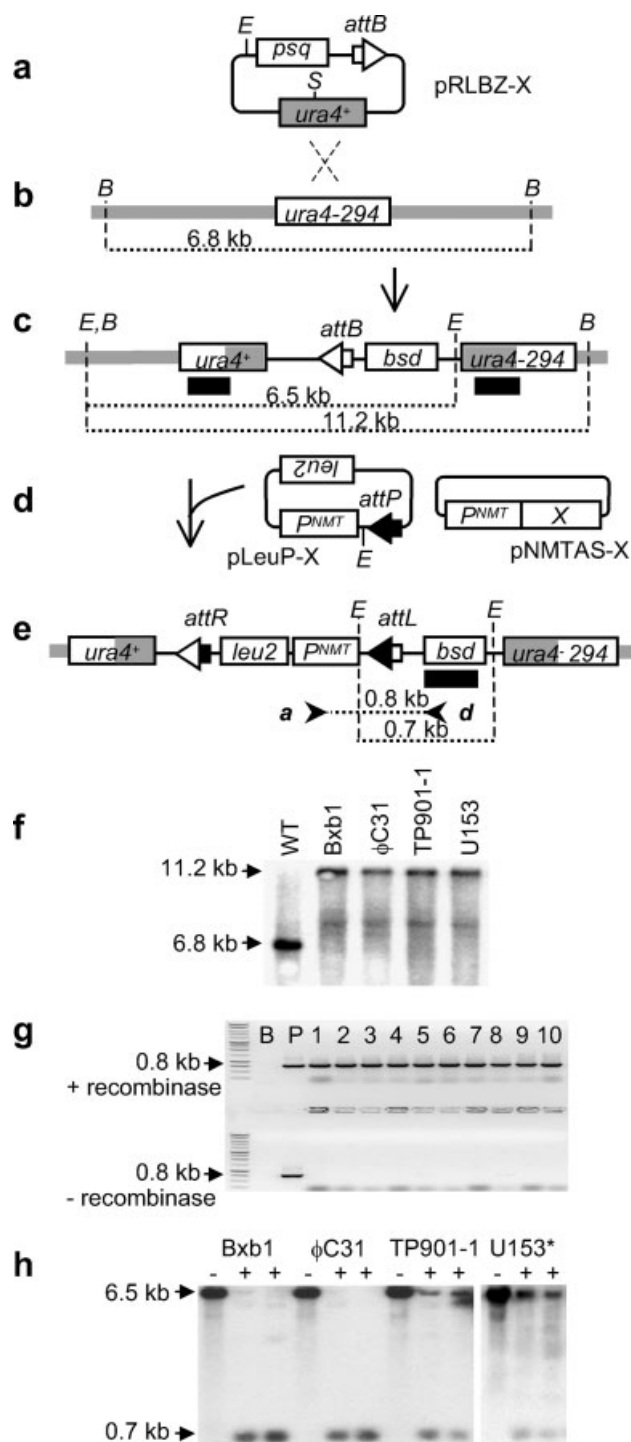 a
E
bsd
attB
S
ura4+
pRLBZ-X
b
B
ura4-294
B
6.8 kb
c
E,B
ura4+
attB
bsd
E
ura4-294
B
6.5 kb
11.2 kb
d
leu2
attP
PNMT
E
pLeuP-X
PNMT
X
pNMTAS-X
e
ura4+
attR
leu2
PNMT
E
attL
bsd
E
ura4-294
a
0.8 kb
d
0.7 kb
f
WT
Bxb1
ϕC31
TP901-1
U153
11.2 kb
6.8 kb
g
B P 1 2 3 4 5 6 7 8 9 10
0.8 kb
+ recombinase
0.8 kb
- recombinase
h
Bxb1 ϕC31 TP901-1 U153*
- + + - + + - + + - + +
6.5 kb
0.7 kb